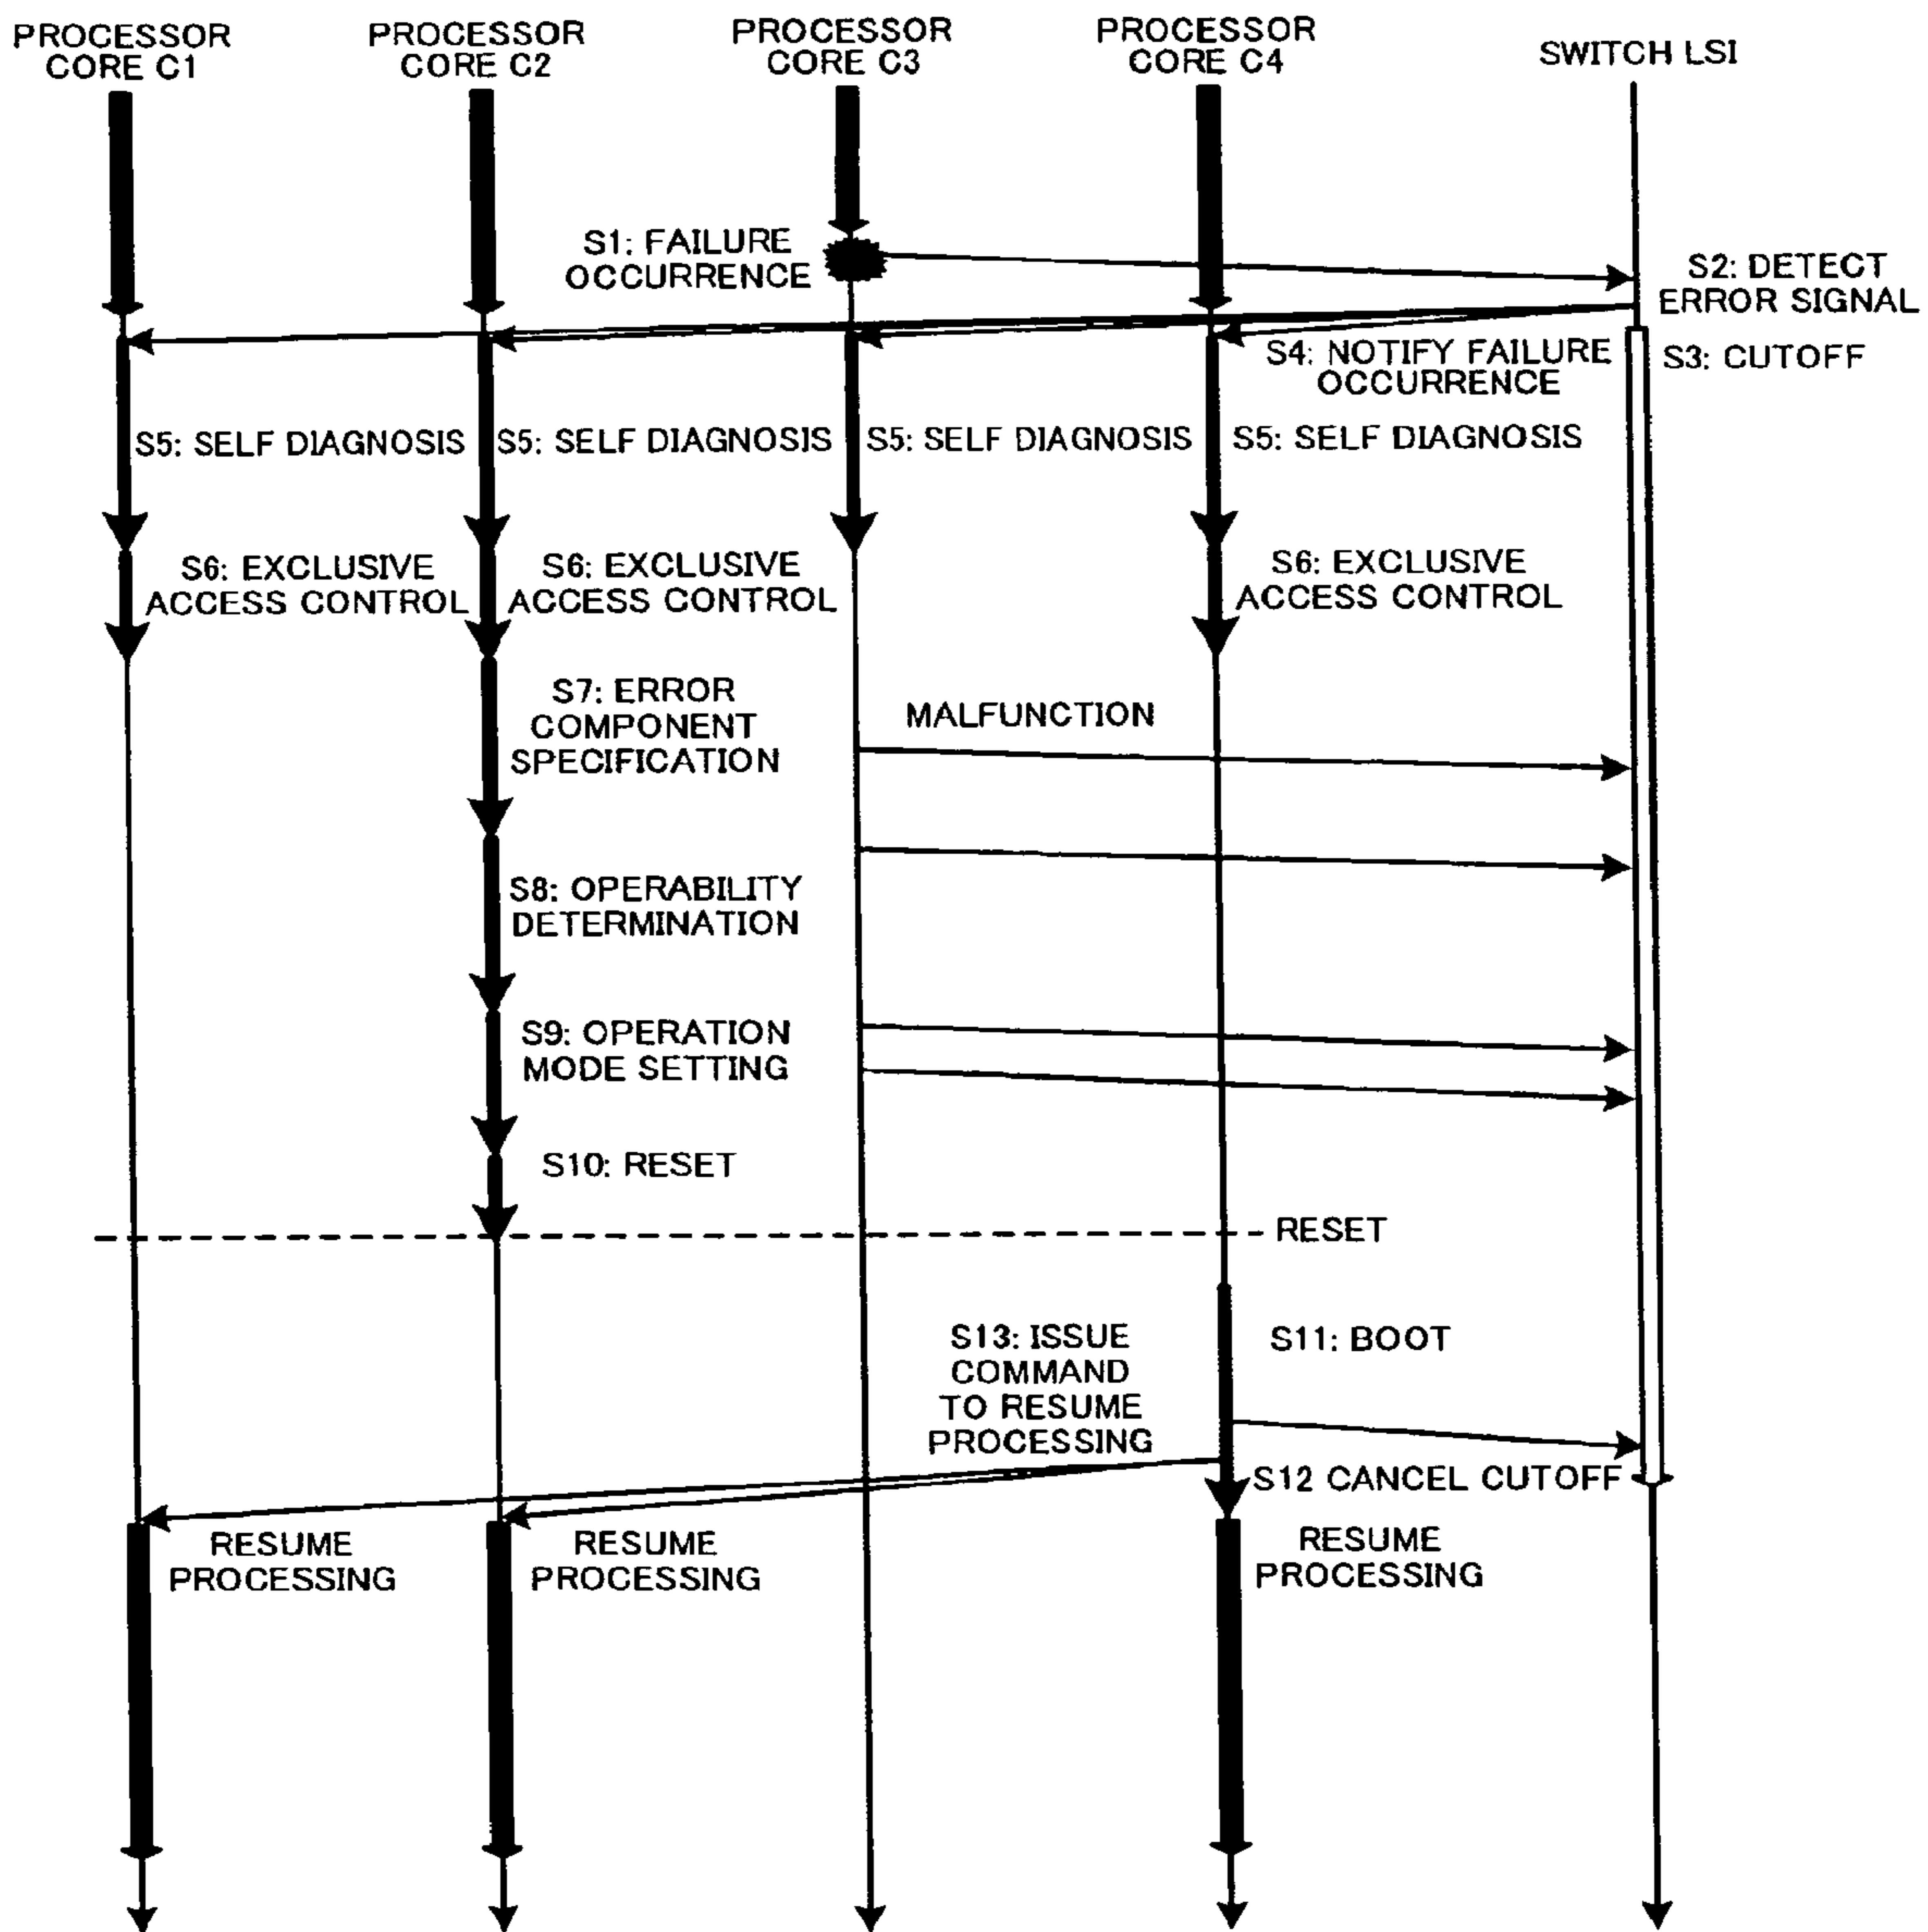 PROCESSOR
CORE C1
PROCESSOR
CORE C2
PROCESSOR
CORE C3
PROCESSOR
CORE C4
SWITCH LSI
S1: FAILURE
OCCURRENCE
S2: DETECT
ERROR SIGNAL
S3: CUTOFF
S4: NOTIFY FAILURE
OCCURRENCE
S5: SELF DIAGNOSIS
S5: SELF DIAGNOSIS
S5: SELF DIAGNOSIS
S5: SELF DIAGNOSIS
S6: EXCLUSIVE
ACCESS CONTROL
S6: EXCLUSIVE
ACCESS CONTROL
S6: EXCLUSIVE
ACCESS CONTROL
S7: ERROR
COMPONENT
SPECIFICATION
MALFUNCTION
S8: OPERABILITY
DETERMINATION
S9: OPERATION
MODE SETTING
S10: RESET
RESET
S13: ISSUE
COMMAND
TO RESUME
PROCESSING
S11: BOOT
S12 CANCEL CUTOFF
RESUME
PROCESSING
RESUME
PROCESSING
RESUME
PROCESSING